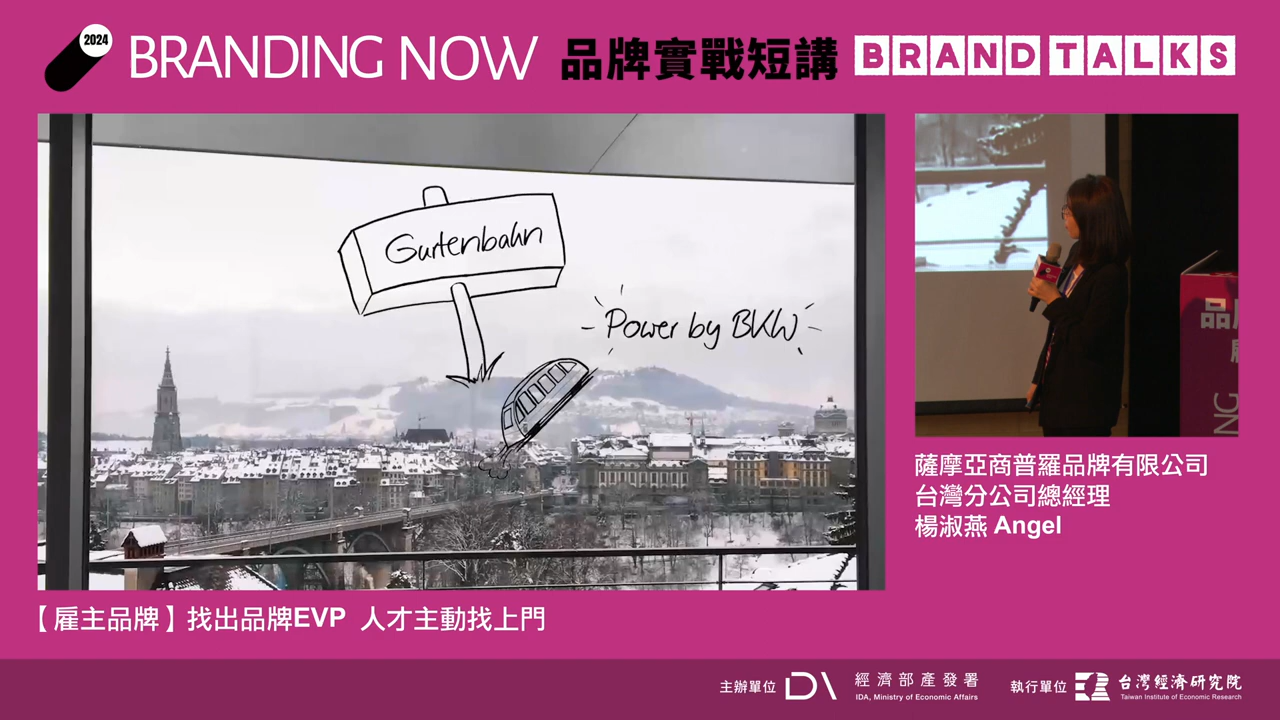 2024
BRANDING NOW 品牌實戰短講 BRAND TALKS
Gurtenbahn
Power by BKW
品
NG
薩摩亞商普羅品牌有限公司
台灣分公司總經理
楊淑燕 Angel
【雇主品牌】找出品牌EVP 人才主動找上門
主辦單位 IDA 經濟部產發署
IDA, Ministry of Economic Affairs
執行單位 台灣經濟研究院
Taiwan Institute of Economic Research